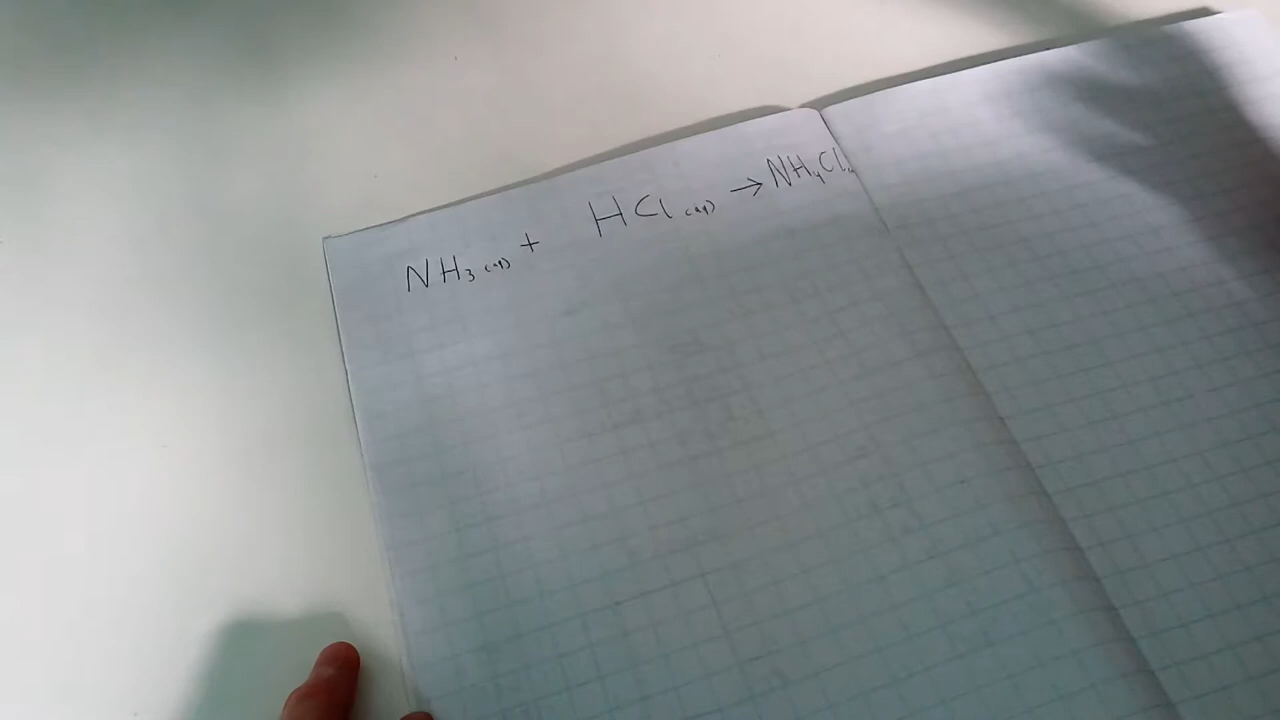 NH₃(aq) + HCl(aq) → NH₄Cl